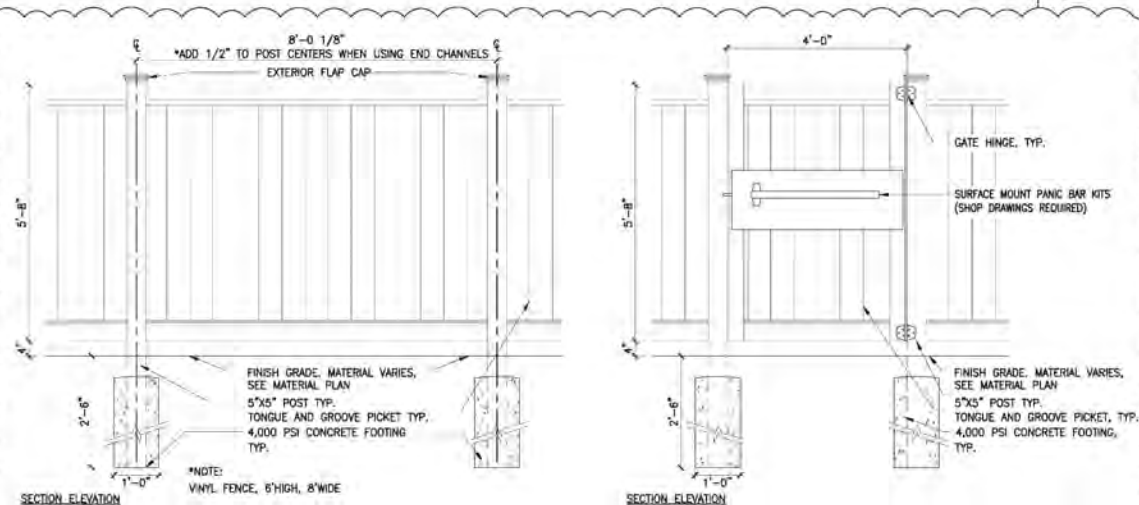 8'-0 1/8"
*ADD 1/2" TO POST CENTERS WHEN USING END CHANNELS
EXTERIOR FLAP CAP
5'-8"
4"
2'-6"
FINISH GRADE. MATERIAL VARIES,
SEE MATERIAL PLAN
5"X5" POST TYP.
TONGUE AND GROOVE PICKET TYP.
4,000 PSI CONCRETE FOOTING
TYP.
1'-0"
*NOTE:
VINYL FENCE, 6'HIGH, 8'WIDE
SECTION ELEVATION
4'-0"
GATE HINGE, TYP.
SURFACE MOUNT PANIC BAR KITS
(SHOP DRAWINGS REQUIRED)
5'-8"
4"
2'-6"
FINISH GRADE. MATERIAL VARIES,
SEE MATERIAL PLAN
5"X5" POST TYP.
TONGUE AND GROOVE PICKET, TYP.
4,000 PSI CONCRETE FOOTING,
TYP.
1'-0"
SECTION ELEVATION